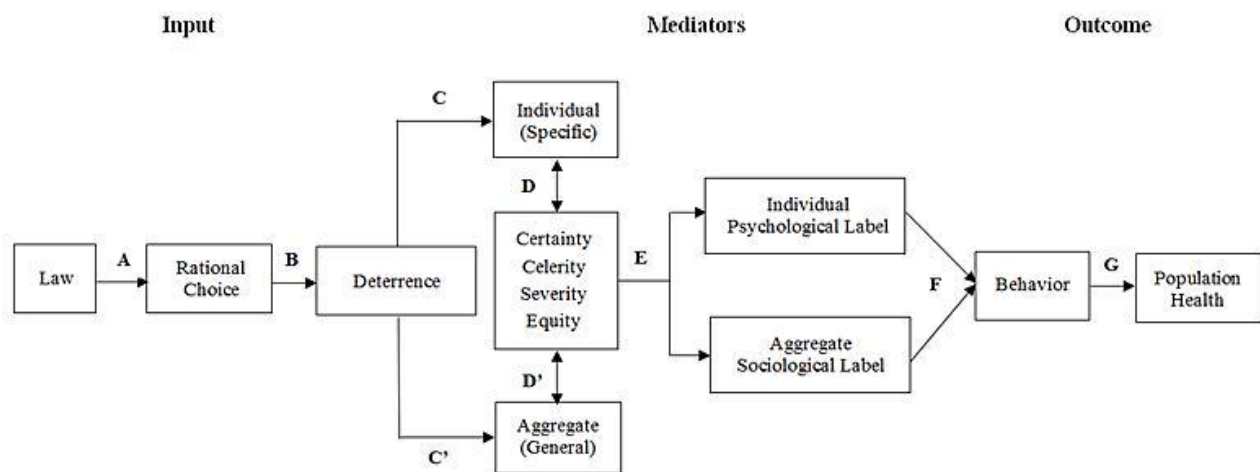 Input
Mediators
Outcome
C
Individual
(Specific)
D
Individual
Psychological Label
Certainty
Celerity
Severity
Equity
E
Law
A
Rational
Choice
B
Deterrence
F
Behavior
G
Population
Health
Aggregate
Sociological Label
D’
Aggregate
(General)
C’